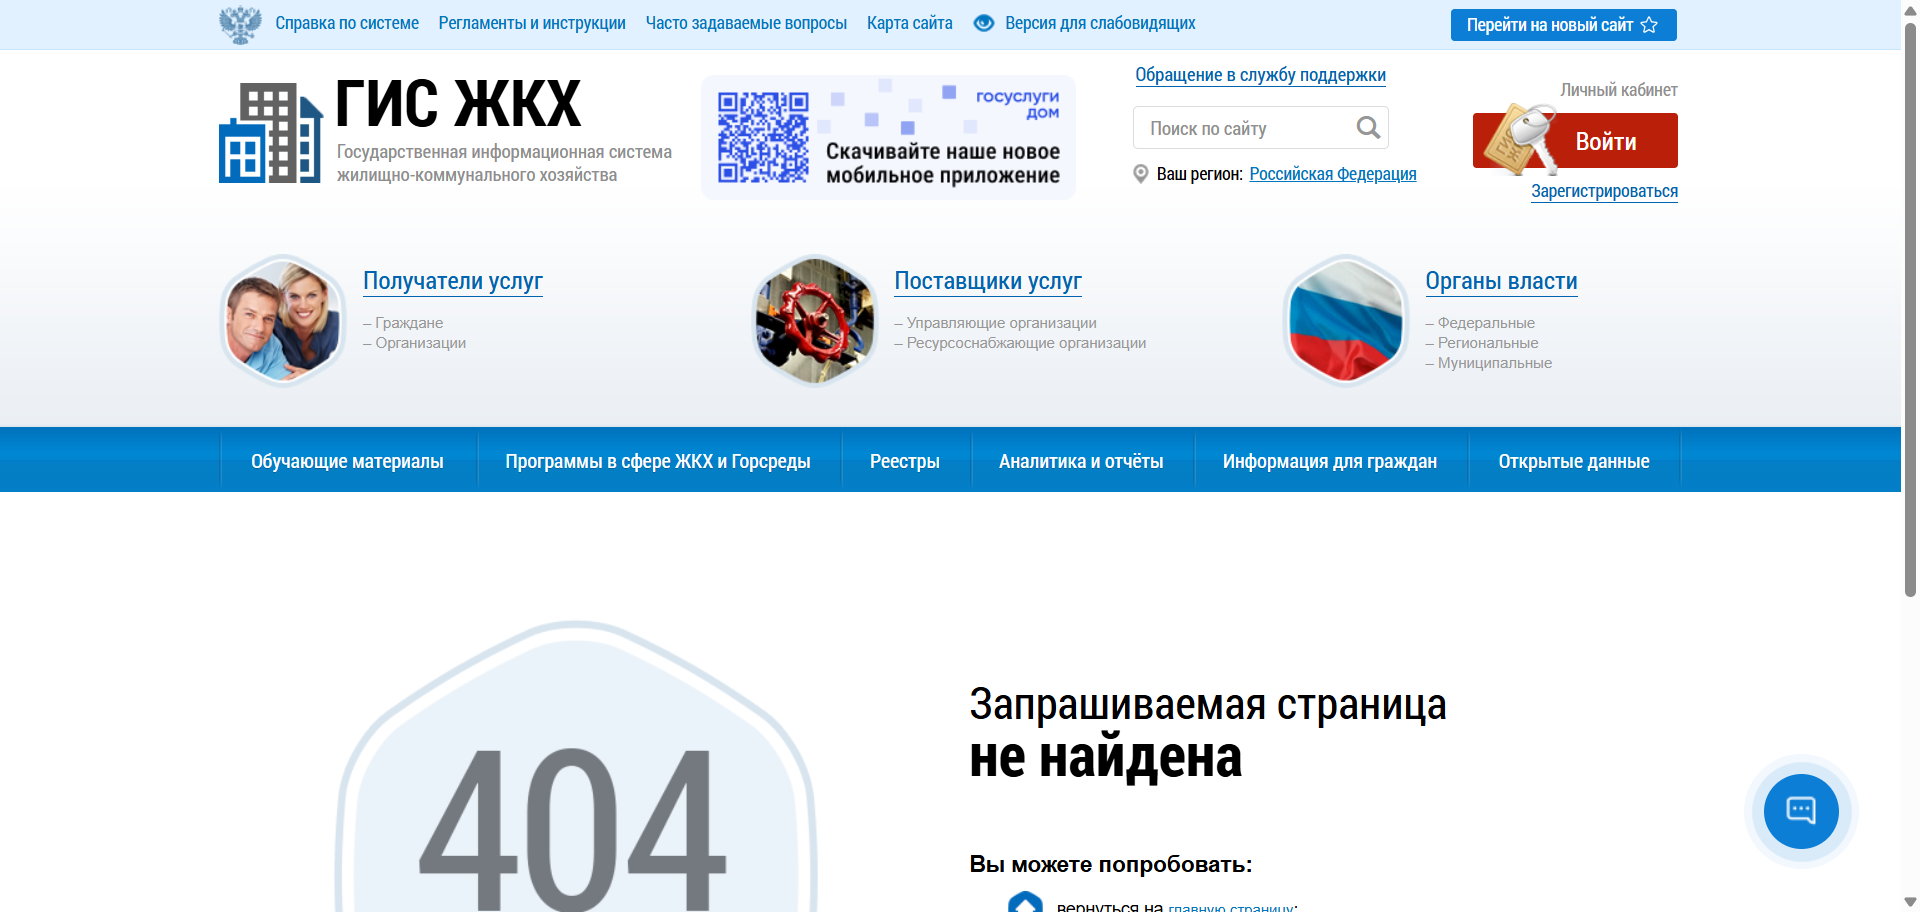 Справка по системе
Регламенты и инструкции
Часто задаваемые вопросы
Карта сайта
Версия для слабовидящих
Перейти на новый сайт
ГИС ЖКХ
Государственная информационная система
жилищно-коммунального хозяйства
госуслуги
дом
Скачивайте наше новое
мобильное приложение
Обращение в службу поддержки
Поиск по сайту
Ваш регион: Российская Федерация
Личный кабинет
ГИС
ЖК
Войти
Зарегистрироваться
Получатели услуг
– Граждане
– Организации
Поставщики услуг
– Управляющие организации
– Ресурсоснабжающие организации
Органы власти
– Федеральные
– Региональные
– Муниципальные
Обучающие материалы
Программы в сфере ЖКХ и Горсреды
Реестры
Аналитика и отчёты
Информация для граждан
Открытые данные
404
Запрашиваемая страница
не найдена
Вы можете попробовать:
вернуться на главную страницу;